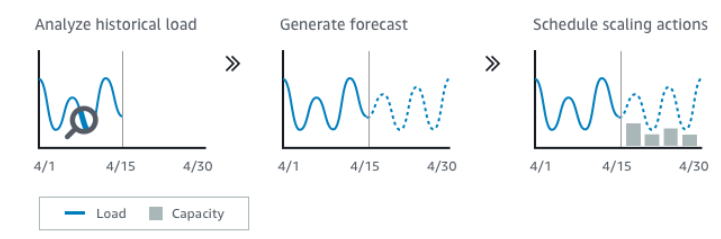 Analyze historical load
Generate forecast
Schedule scaling actions
4/1 4/15 4/30
4/1 4/15 4/30
4/1 4/15 4/30
Load Capacity